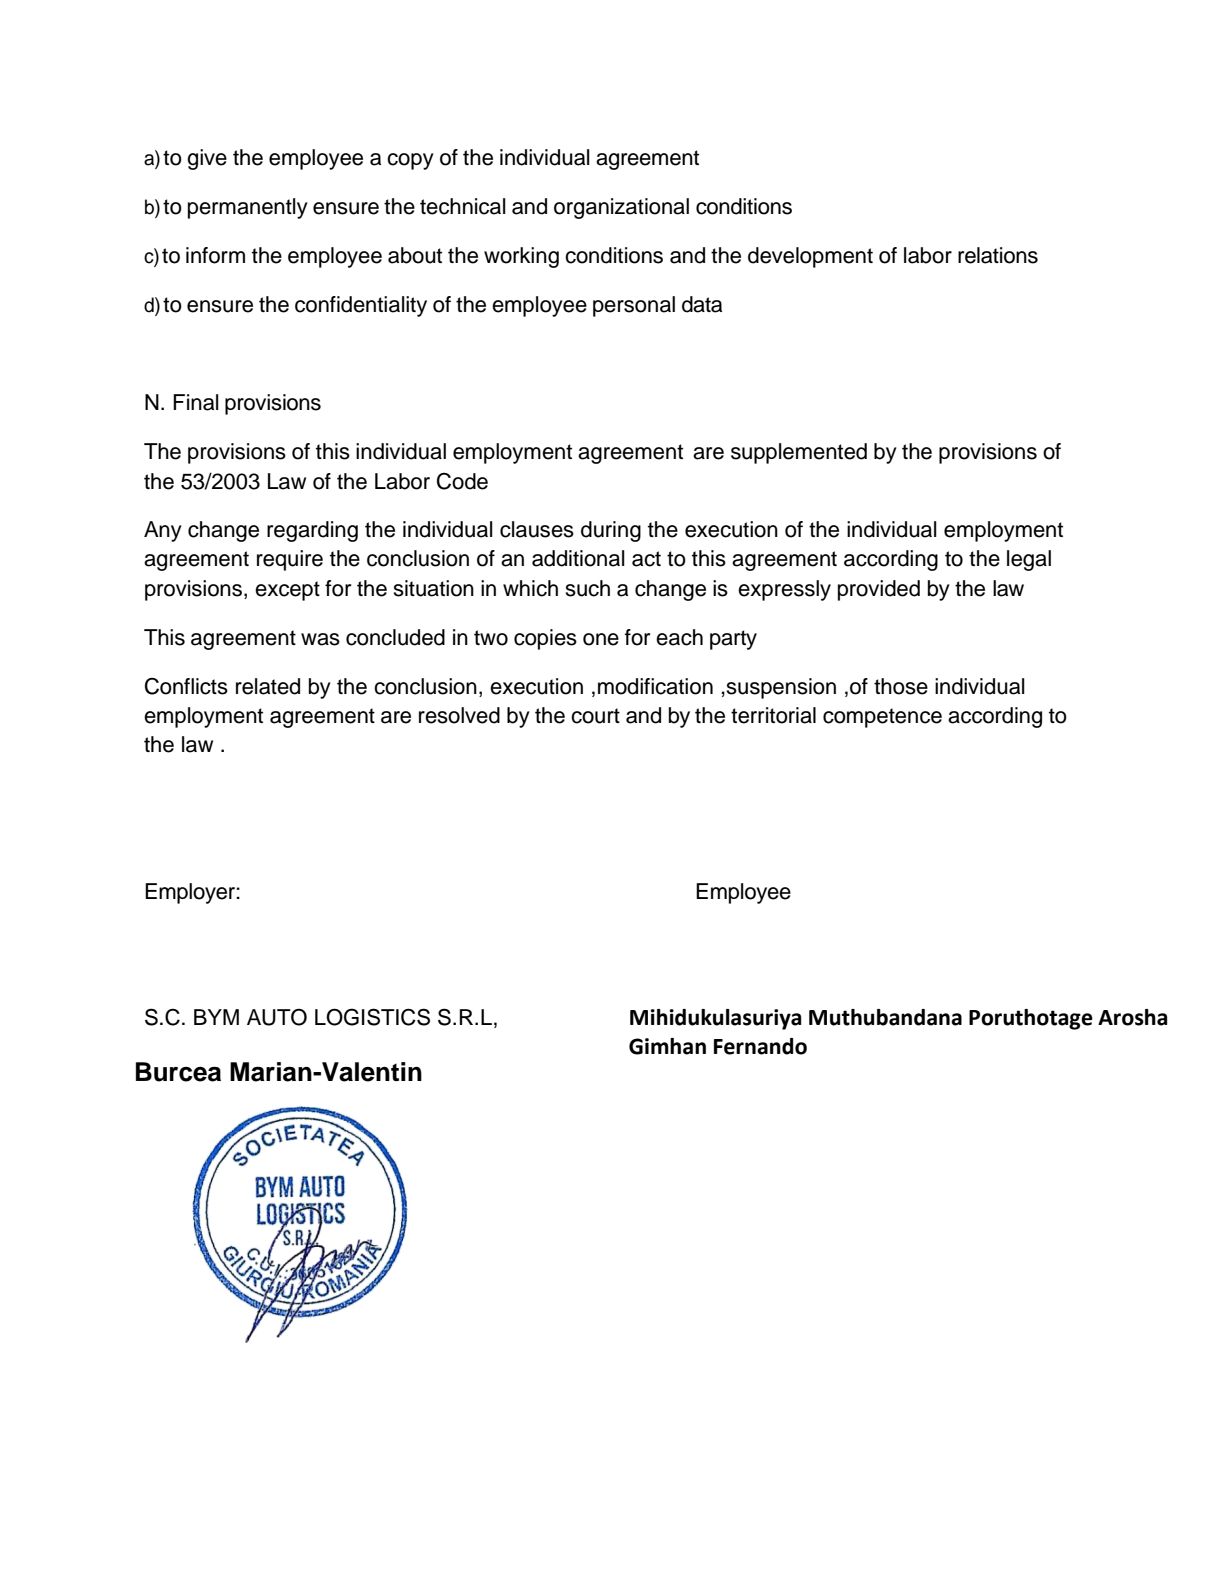 a) to give the employee a copy of the individual agreement
b) to permanently ensure the technical and organizational conditions
c) to inform the employee about the working conditions and the development of labor relations
d) to ensure the confidentiality of the employee personal data
N. Final provisions
The provisions of this individual employment agreement are supplemented by the provisions of
the 53/2003 Law of the Labor Code
Any change regarding the individual clauses during the execution of the individual employment
agreement require the conclusion of an additional act to this agreement according to the legal
provisions, except for the situation in which such a change is expressly provided by the law
This agreement was concluded in two copies one for each party
Conflicts related by the conclusion, execution ,modification ,suspension ,of those individual
employment agreement are resolved by the court and by the territorial competence according to
the law .
Employer: Employee
S.C. BYM AUTO LOGISTICS S.R.L,
Burcea Marian-Valentin
Mihidukulasuriya Muthubandana Poruthotage Arosha
Gimhan Fernando
SOCIETATEA
BYM AUTO
LOGISTICS
S.R.L.
C.U.I.:
GIURGIU-ROMANIA